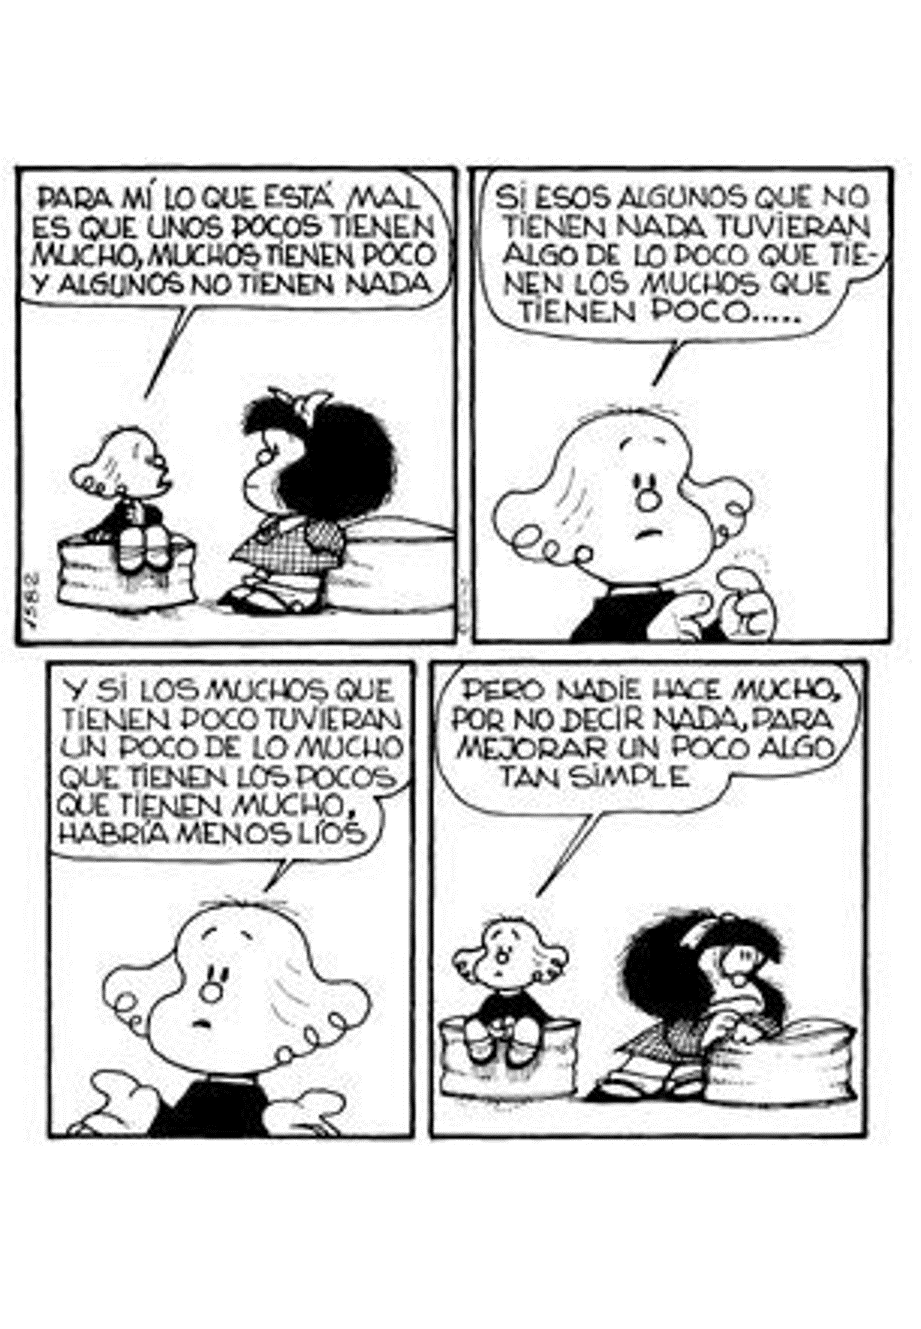 PARA MÍ LO QUE ESTÁ MAL
ES QUE UNOS POCOS TIENEN
MUCHO, MUCHOS TIENEN POCO
Y ALGUNOS NO TIENEN NADA
1582
SI ESOS ALGUNOS QUE NO
TIENEN NADA TUVIERAN
ALGO DE LO POCO QUE TIE-
NEN LOS MUCHOS QUE
TIENEN POCO.....
Y SI LOS MUCHOS QUE
TIENEN POCO TUVIERAN
UN POCO DE LO MUCHO
QUE TIENEN LOS POCOS
QUE TIENEN MUCHO,
HABRÍA MENOS LÍOS
PERO NADIE HACE MUCHO,
POR NO DECIR NADA, PARA
MEJORAR UN POCO ALGO
TAN SIMPLE